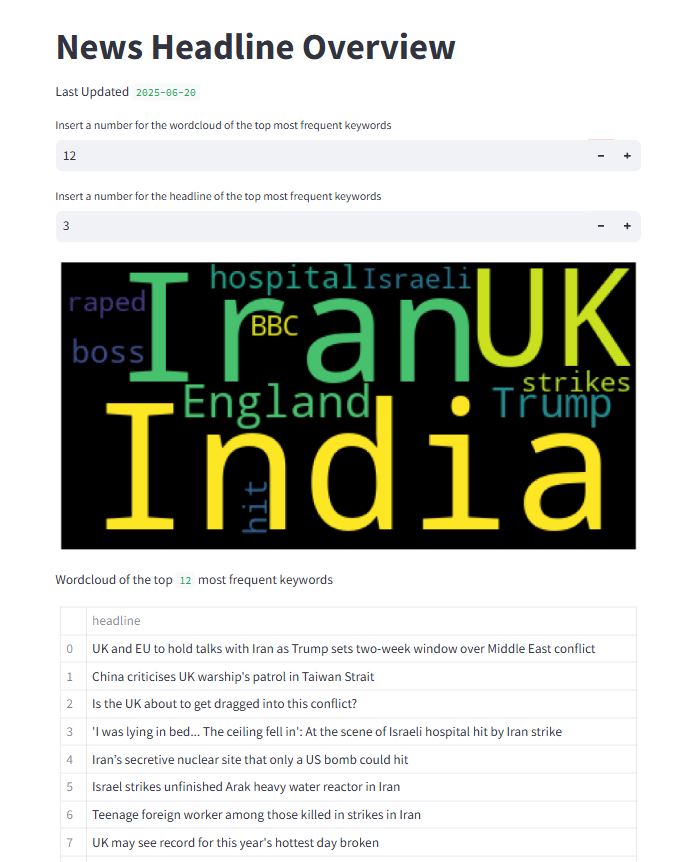 News Headline Overview
Last Updated 2025-06-20
Insert a number for the wordcloud of the top most frequent keywords
12 − +
Insert a number for the headline of the top most frequent keywords
3 − +
hospital Israeli UK
raped Iran
BBC
boss
strikes
England Trump
India
hit
Wordcloud of the top 12 most frequent keywords
headline
0 UK and EU to hold talks with Iran as Trump sets two-week window over Middle East conflict
1 China criticises UK warship's patrol in Taiwan Strait
2 Is the UK about to get dragged into this conflict?
3 'I was lying in bed... The ceiling fell in': At the scene of Israeli hospital hit by Iran strike
4 Iran’s secretive nuclear site that only a US bomb could hit
5 Israel strikes unfinished Arak heavy water reactor in Iran
6 Teenage foreign worker among those killed in strikes in Iran
7 UK may see record for this year's hottest day broken